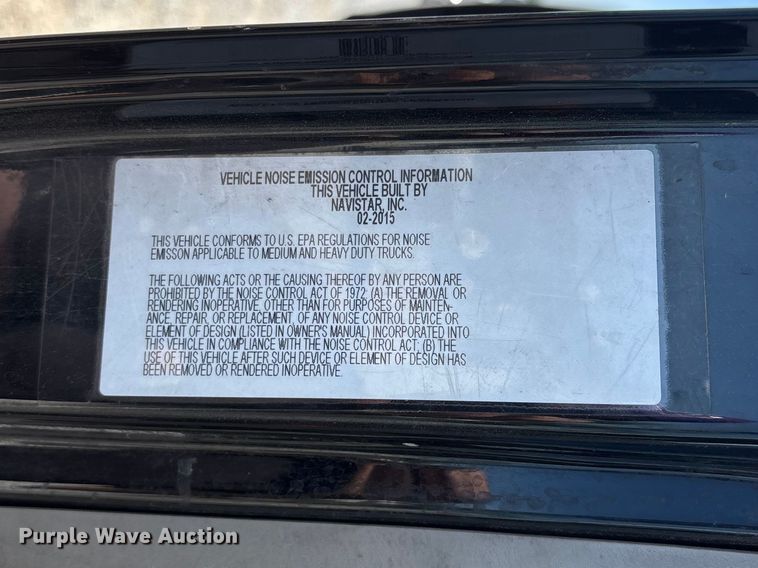 VEHICLE NOISE EMISSION CONTROL INFORMATION
THIS VEHICLE BUILT BY
NAVISTAR, INC.
02-2015
THIS VEHICLE CONFORMS TO U.S. EPA REGULATIONS FOR NOISE
EMISSON APPLICABLE TO MEDIUM AND HEAVY DUTY TRUCKS.
THE FOLLOWING ACTS OR THE CAUSING THEREOF BY ANY PERSON ARE
PROHIBITED BY THE NOISE CONTROL ACT OF 1972. (A) THE REMOVAL OR
RENDERING INOPERATIVE, OTHER THAN FOR PURPOSES OF MAINTEN-
ANCE, REPAIR, OR REPLACEMENT, OF ANY NOISE CONTROL DEVICE OR
ELEMENT OF DESIGN (LISTED IN OWNER'S MANUAL) INCORPORATED INTO
THIS VEHICLE IN COMPLIANCE WITH THE NOISE CONTROL ACT; (B) THE
USE OF THIS VEHICLE AFTER SUCH DEVICE OR ELEMENT OF DESIGN HAS
BEEN REMOVED OR RENDERED INOPERATIVE.
Purple Wave Auction